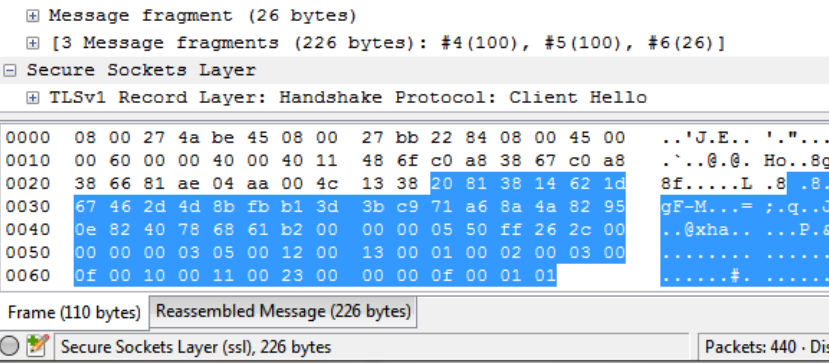 Message fragment (26 bytes)
[3 Message fragments (226 bytes): #4(100), #5(100), #6(26)]
Secure Sockets Layer
TLSv1 Record Layer: Handshake Protocol: Client Hello
0000 08 00 27 4a be 45 08 00 27 bb 22 84 08 00 45 00 ..'J.E.. '."...
0010 00 60 00 00 40 00 40 11 48 6f c0 a8 38 67 c0 a8 .`..@.@. Ho..8g
0020 38 66 81 ae 04 aa 00 4c 13 38 20 81 38 14 62 1d 8f.....L .8 .8.
0030 67 46 2d 4d 8b fb b1 3d 3b c9 71 a6 8a 4a 82 95 gF-M...= ;.q..J
0040 0e 82 40 78 68 61 b2 00 00 00 05 50 ff 26 2c 00 ..@xha.. ...P.&
0050 00 00 00 03 05 00 12 00 13 00 01 00 02 00 03 00 ........ .......
0060 0f 00 10 00 11 00 23 00 00 00 0f 00 01 01 ......#. ......
Frame (110 bytes) Reassembled Message (226 bytes)
Secure Sockets Layer (ssl), 226 bytes Packets: 440 · Dis